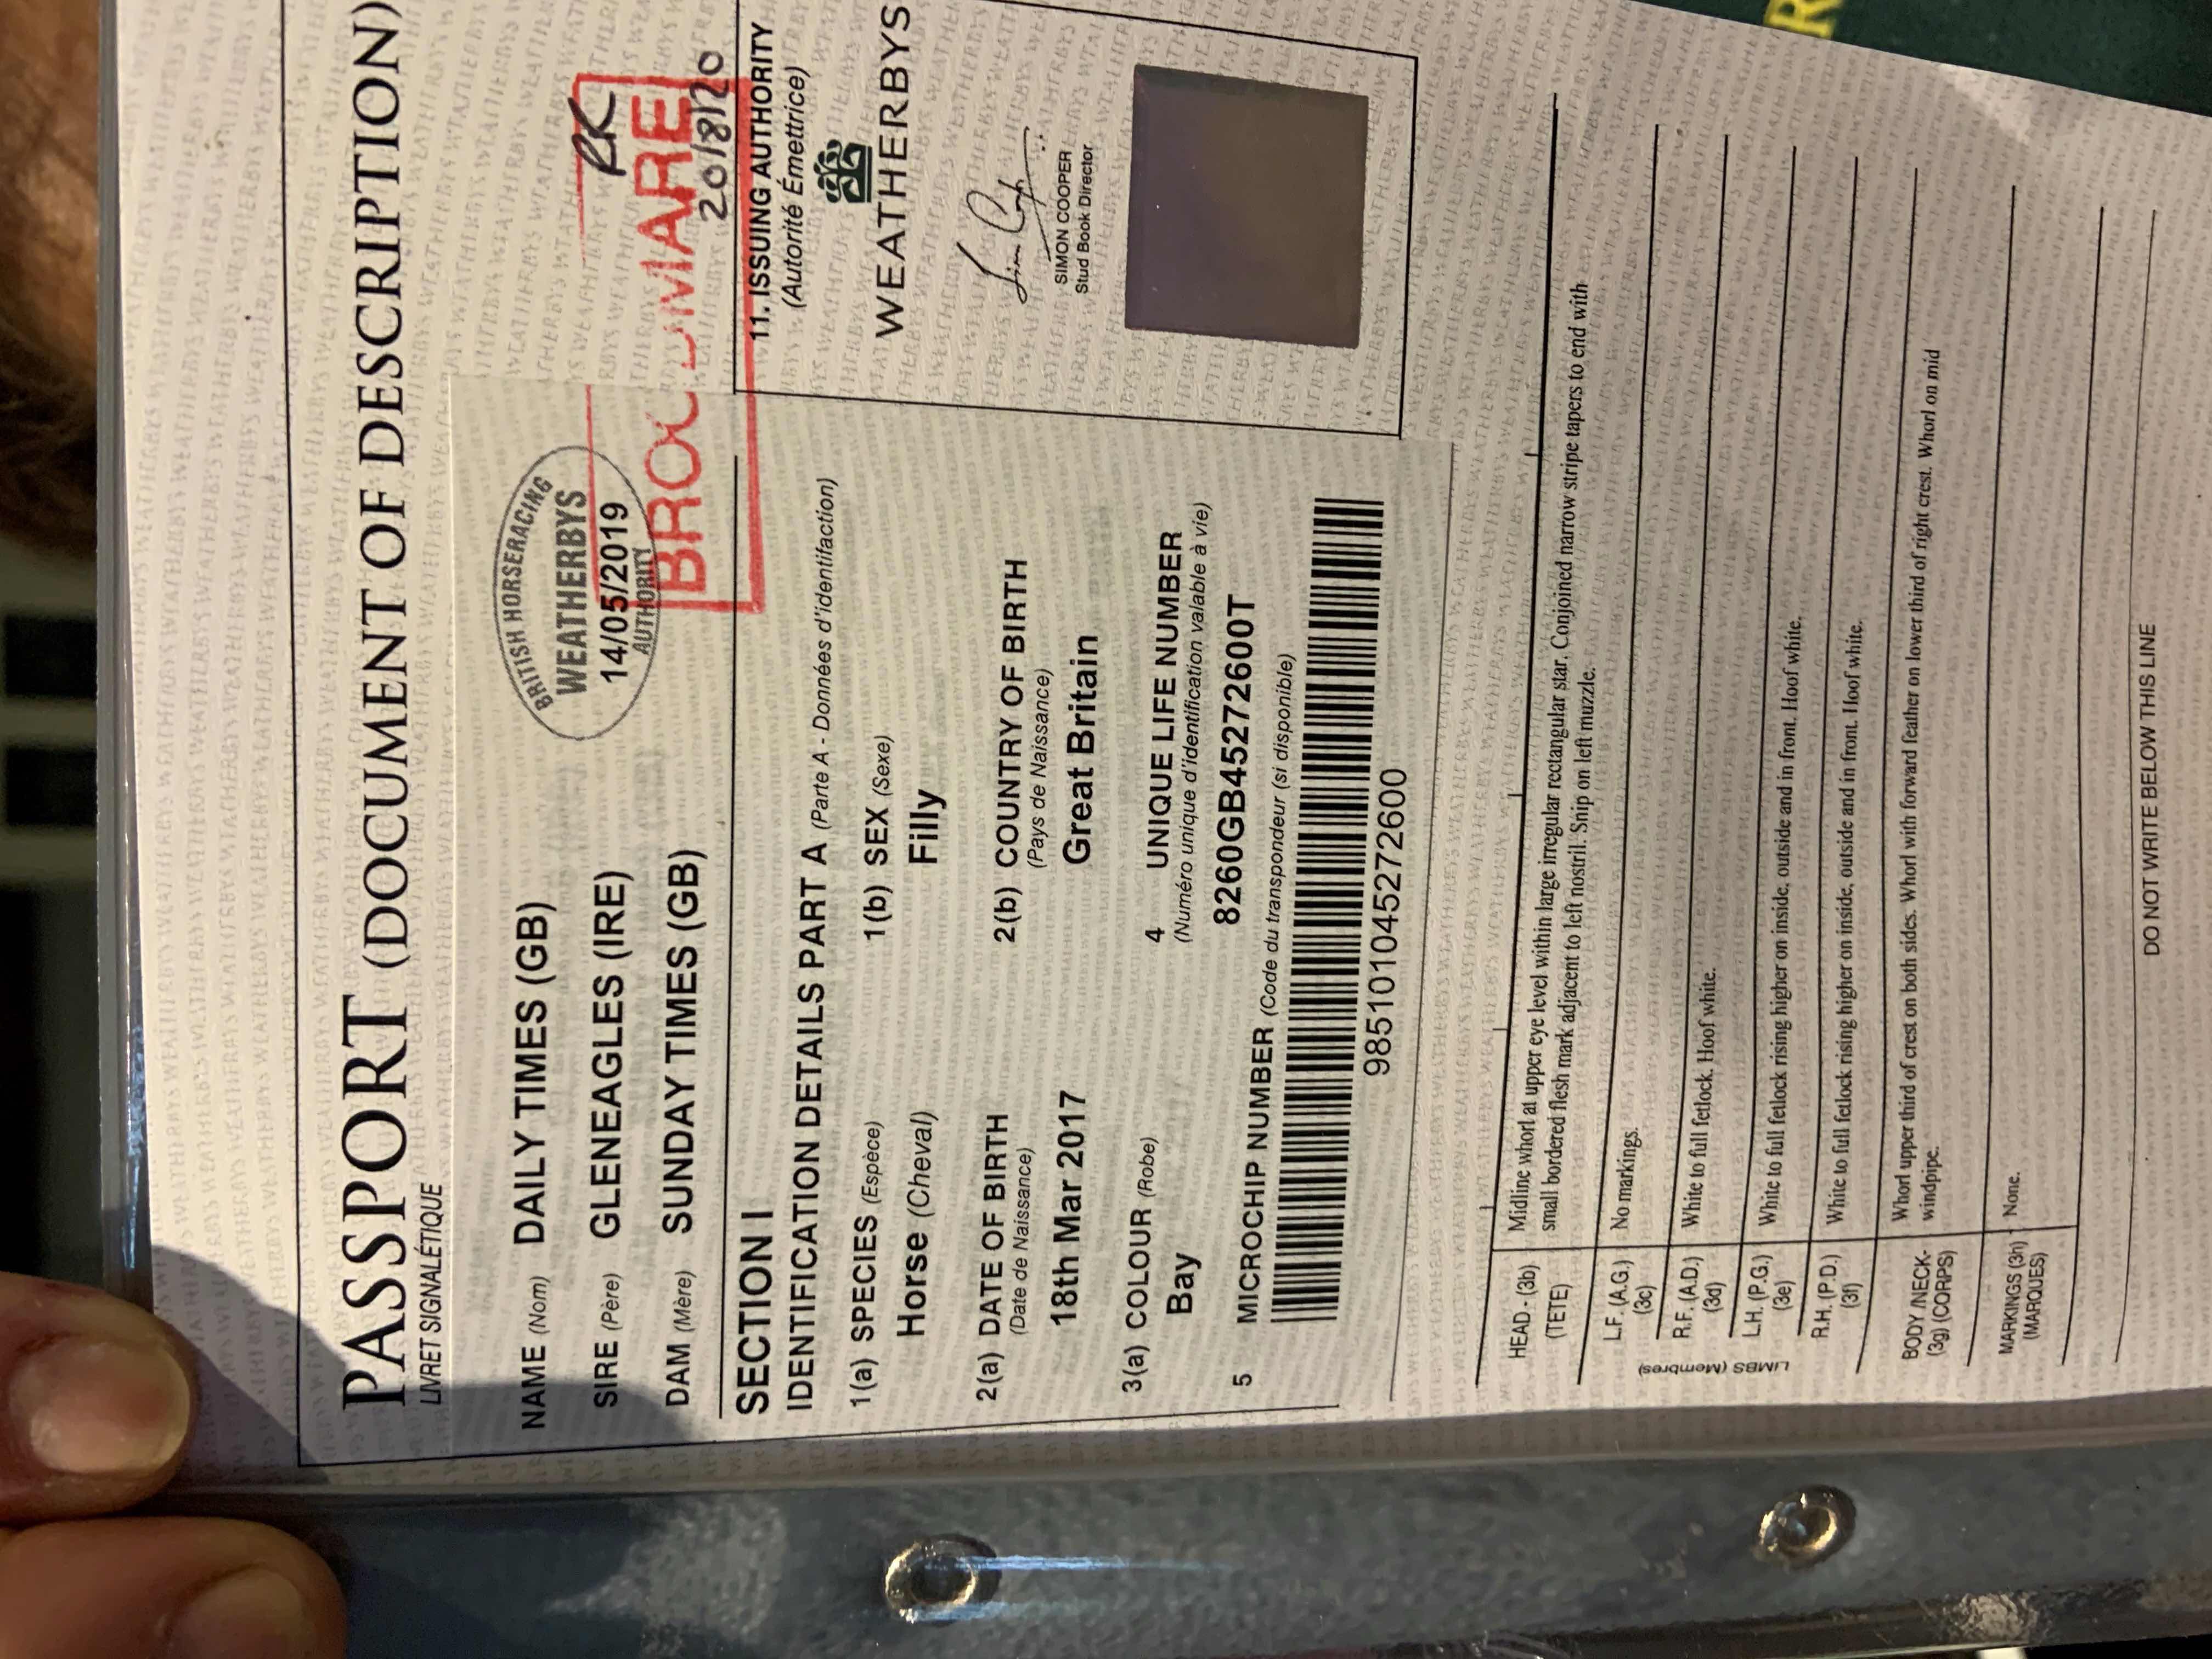 PASSPORT (DOCUMENT OF DESCRIPTION)
LIVRET SIGNALÉTIQUE
NAME (Nom) DAILY TIMES (GB)
SIRE (Père) GLENEAGLES (IRE)
DAM (Mère) SUNDAY TIMES (GB)
BRITISH HORSERACING
WEATHERBYS
14/05/2019
AUTHORITY
RK
MARE
20/8/20
SECTION I
IDENTIFICATION DETAILS PART A (Parte A - Données d'identifaction)
1(a) SPECIES (Espèce) 1(b) SEX (Sexe)
Horse (Cheval) Filly
2(a) DATE OF BIRTH 2(b) COUNTRY OF BIRTH
(Date de Naissance) (Pays de Naissance)
18th Mar 2017 Great Britain
3(a) COLOUR (Robe) 4 UNIQUE LIFE NUMBER
(Numéro unique d'identification valable à vie)
Bay 8260GB45272600T
5 MICROCHIP NUMBER (Code du transpondeur (si disponible)
985101045272600
11. ISSUING AUTHORITY
(Autorité Émettrice)
WEATHERBYS
SIMON COOPER
Stud Book Director
HEAD - (3b) Midline whorl at upper eye level within large irregular rectangular star. Conjoined narrow stripe tapers to end with
(TETE) small bordered flesh mark adjacent to left nostril. Snip on left muzzle.
LIMBS (Membres)
L.F. (A.G.) No markings.
(3c)
R.F. (A.D.) White to full fetlock. Hoof white.
(3d)
L.H. (P.G.) White to full fetlock rising higher on inside, outside and in front. Hoof white.
(3e)
R.H. (P.D.) White to full fetlock rising higher on inside, outside and in front. Hoof white.
(3f)
BODY /NECK- Whorl upper third of crest on both sides. Whorl with forward feather on lower third of right crest. Whorl on mid
(3g) (CORPS) windpipe.
MARKINGS (3h) None.
(MARQUES)
DO NOT WRITE BELOW THIS LINE